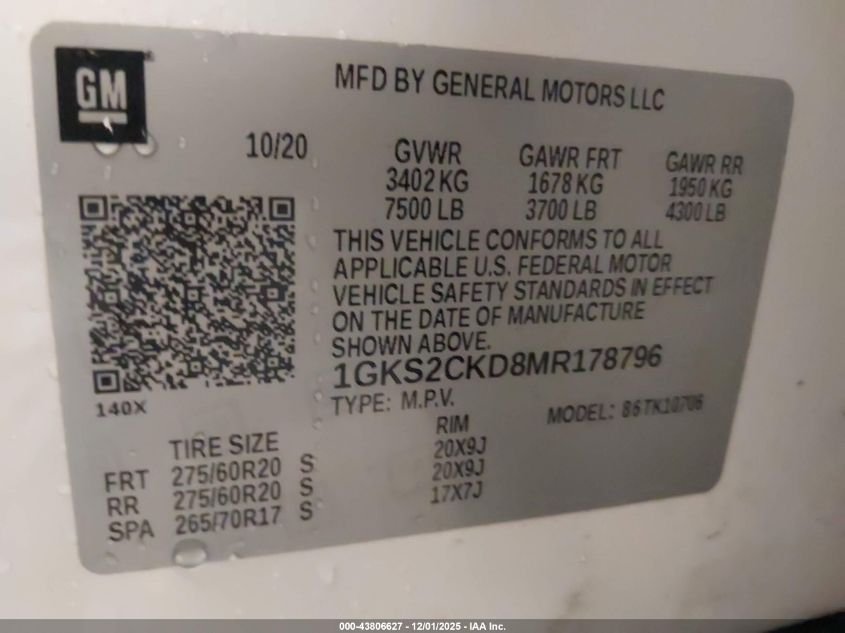 GM
MFD BY GENERAL MOTORS LLC
10/20
GVWR GAWR FRT GAWR RR
3402 KG 1678 KG 1950 KG
7500 LB 3700 LB 4300 LB
THIS VEHICLE CONFORMS TO ALL
APPLICABLE U.S. FEDERAL MOTOR
VEHICLE SAFETY STANDARDS IN EFFECT
ON THE DATE OF MANUFACTURE
SHOWN ABOVE.
1GKS2CKD8MR178796
140X
TYPE: M.P.V. MODEL: 86TK10706
TIRE SIZE RIM
FRT 275/60R20 S 20X9J
RR 275/60R20 S 20X9J
SPA 265/70R17 S 17X7J
000-43806627 - 12/01/2025 - IAA Inc.